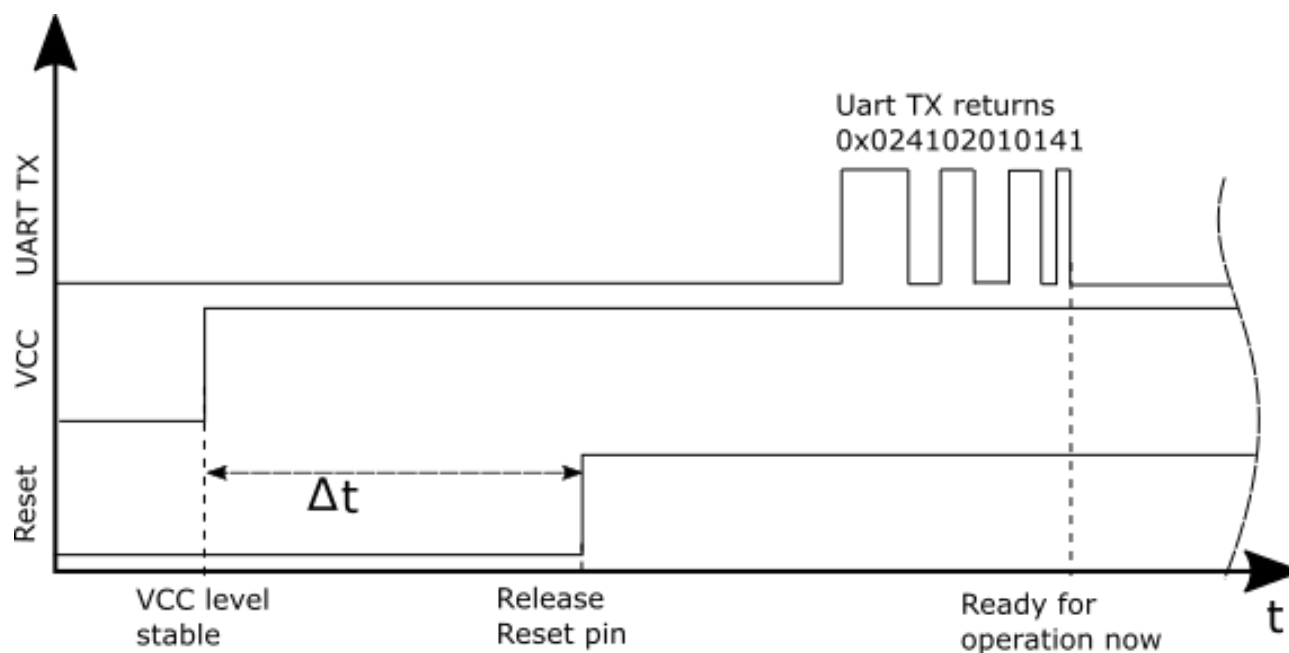 Uart TX returns
0x024102010141
UART TX
VCC
Reset
Δt
VCC level
stable
Release
Reset pin
Ready for
operation now
t